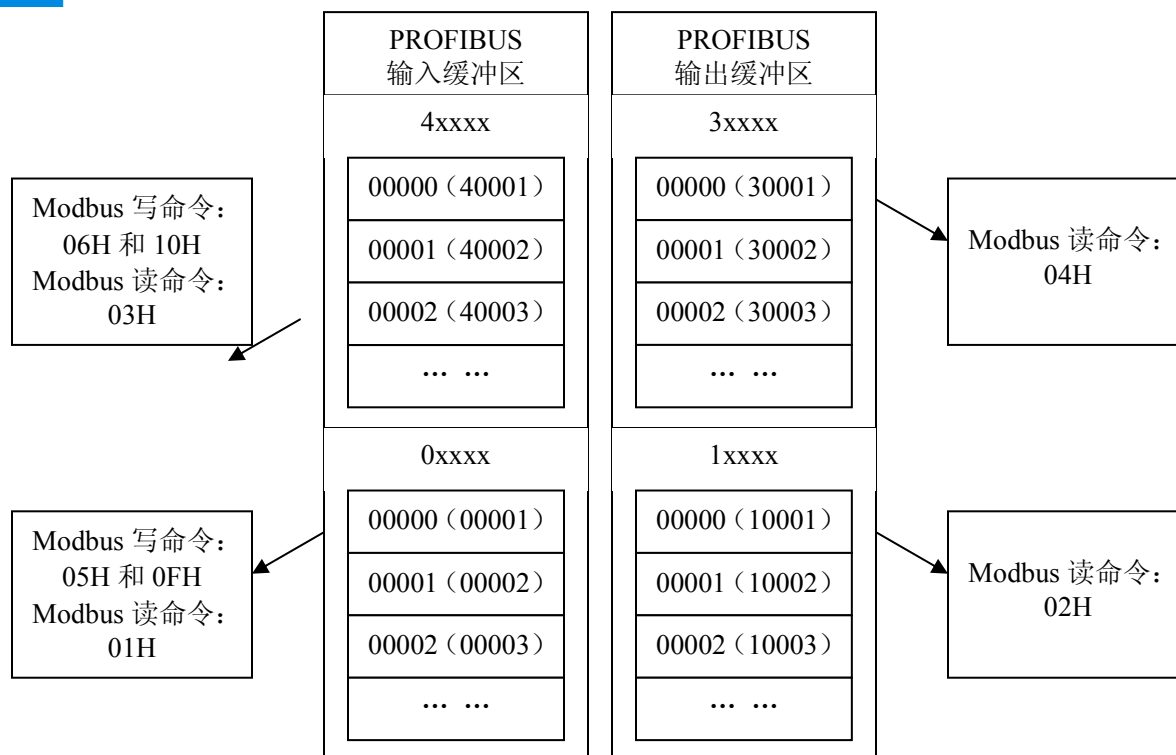 PROFIBUS
输入缓冲区
PROFIBUS
输出缓冲区
4xxxx
3xxxx
Modbus 写命令：
06H 和 10H
Modbus 读命令：
03H
00000（40001）
00001（40002）
00002（40003）
… …
00000（30001）
00001（30002）
00002（30003）
… …
Modbus 读命令：
04H
0xxxx
1xxxx
Modbus 写命令：
05H 和 0FH
Modbus 读命令：
01H
00000（00001）
00001（00002）
00002（00003）
… …
00000（10001）
00001（10002）
00002（10003）
… …
Modbus 读命令：
02H